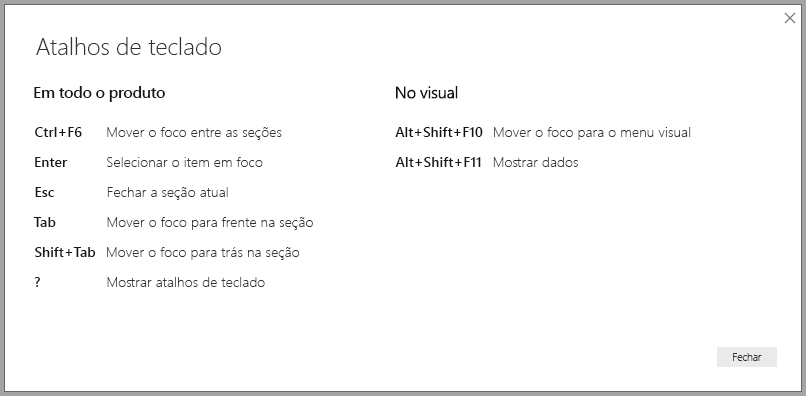 Atalhos de teclado
Em todo o produto
Ctrl+F6 Mover o foco entre as seções
Enter Selecionar o item em foco
Esc Fechar a seção atual
Tab Mover o foco para frente na seção
Shift+Tab Mover o foco para trás na seção
? Mostrar atalhos de teclado
No visual
Alt+Shift+F10 Mover o foco para o menu visual
Alt+Shift+F11 Mostrar dados
Fechar